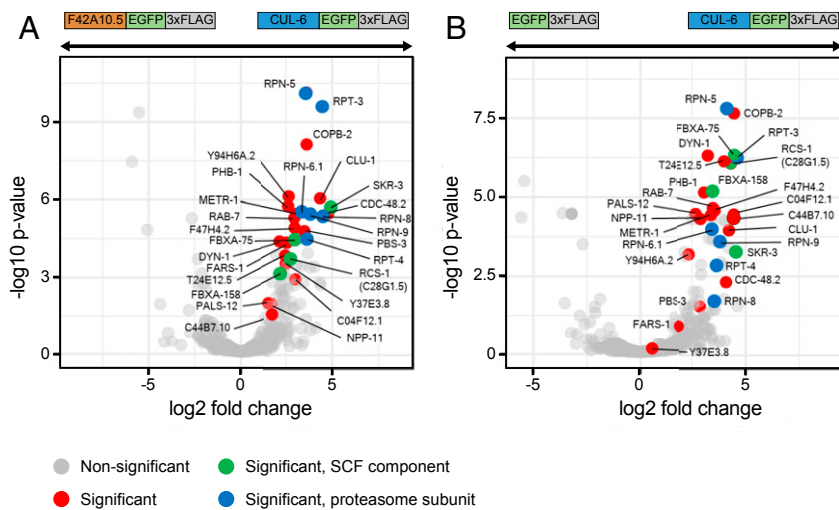 A
F42A10.5 EGFP 3xFLAG
CUL-6 EGFP 3xFLAG
-log10 p-value
9
6
3
0
RPN-5
RPT-3
COPB-2
Y94H6A.2
CLU-1
PHB-1
RPN-6.1
SKR-3
METR-1
CDC-48.2
RAB-7
RPN-8
F47H4.2
RPN-9
FBXA-75
PBS-3
DYN-1
RPT-4
FARS-1
T24E12.5
RCS-1
(C28G1.5)
FBXA-158
Y37E3.8
PALS-12
C04F12.1
C44B7.10
NPP-11
-5
0
5
log2 fold change
B
EGFP 3xFLAG
CUL-6 EGFP 3xFLAG
-log10 p-value
7.5
5.0
2.5
0
RPN-5
COPB-2
FBXA-75
RPT-3
DYN-1
RCS-1
(C28G1.5)
T24E12.5
PHB-1
FBXA-158
RAB-7
F47H4.2
PALS-12
C04F12.1
NPP-11
C44B7.10
METR-1
CLU-1
RPN-6.1
RPN-9
Y94H6A.2
SKR-3
RPT-4
CDC-48.2
PBS-3
RPN-8
FARS-1
Y37E3.8
-5
0
5
log2 fold change
Non-significant
Significant, SCF component
Significant
Significant, proteasome subunit